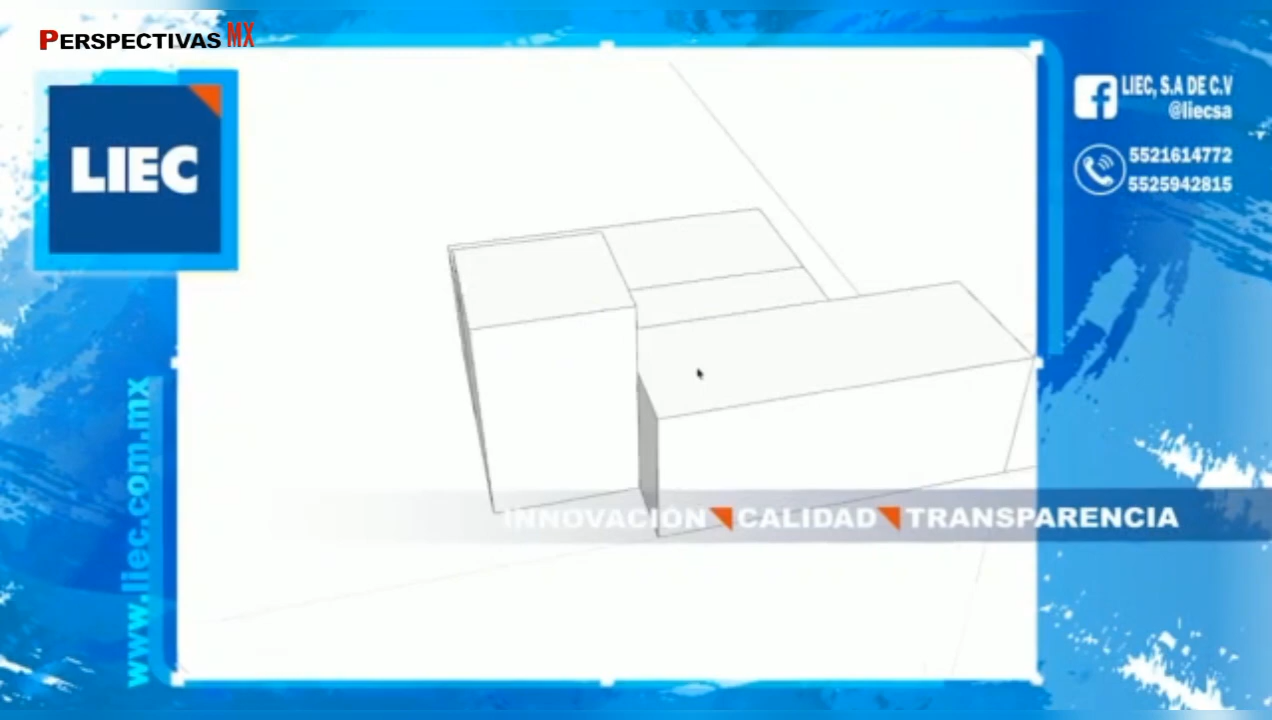 PERSPECTIVAS MX
LIEC
LIEC, S.A DE C.V
@liecsa
5521614772
5525942815
www.liec.com.mx
INNOVACIÓN CALIDAD TRANSPARENCIA